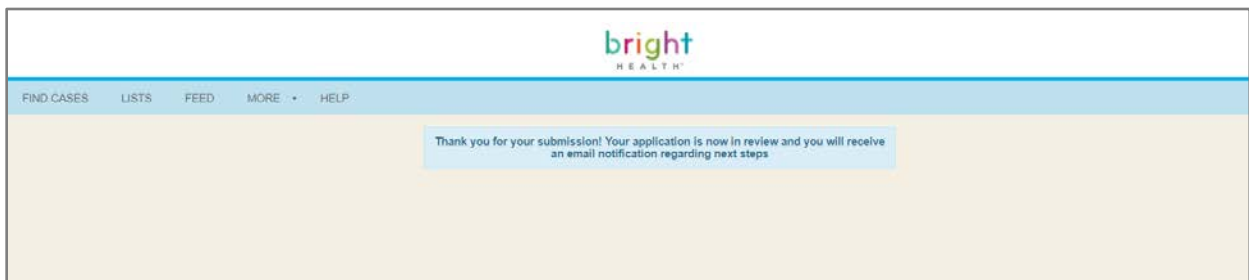 bright
HEALTH
FIND CASES LISTS FEED MORE • HELP
Thank you for your submission! Your application is now in review and you will receive
an email notification regarding next steps